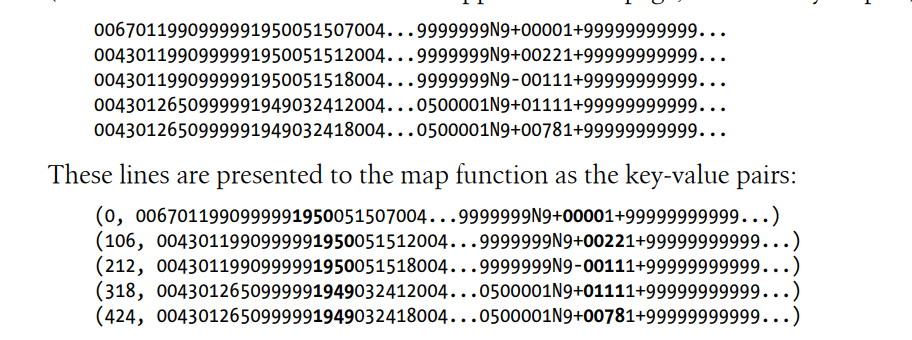 0067011990999991950051507004...9999999N9+00001+99999999999...
0043011990999991950051512004...9999999N9+00221+99999999999...
0043011990999991950051518004...9999999N9-00111+99999999999...
0043012650999991949032412004...0500001N9+01111+99999999999...
0043012650999991949032418004...0500001N9+00781+99999999999...
These lines are presented to the map function as the key-value pairs:
(0, 0067011990999991950051507004...9999999N9+00001+99999999999...)
(106, 0043011990999991950051512004...9999999N9+00221+99999999999...)
(212, 0043011990999991950051518004...9999999N9-00111+99999999999...)
(318, 0043012650999991949032412004...0500001N9+01111+99999999999...)
(424, 0043012650999991949032418004...0500001N9+00781+99999999999...)